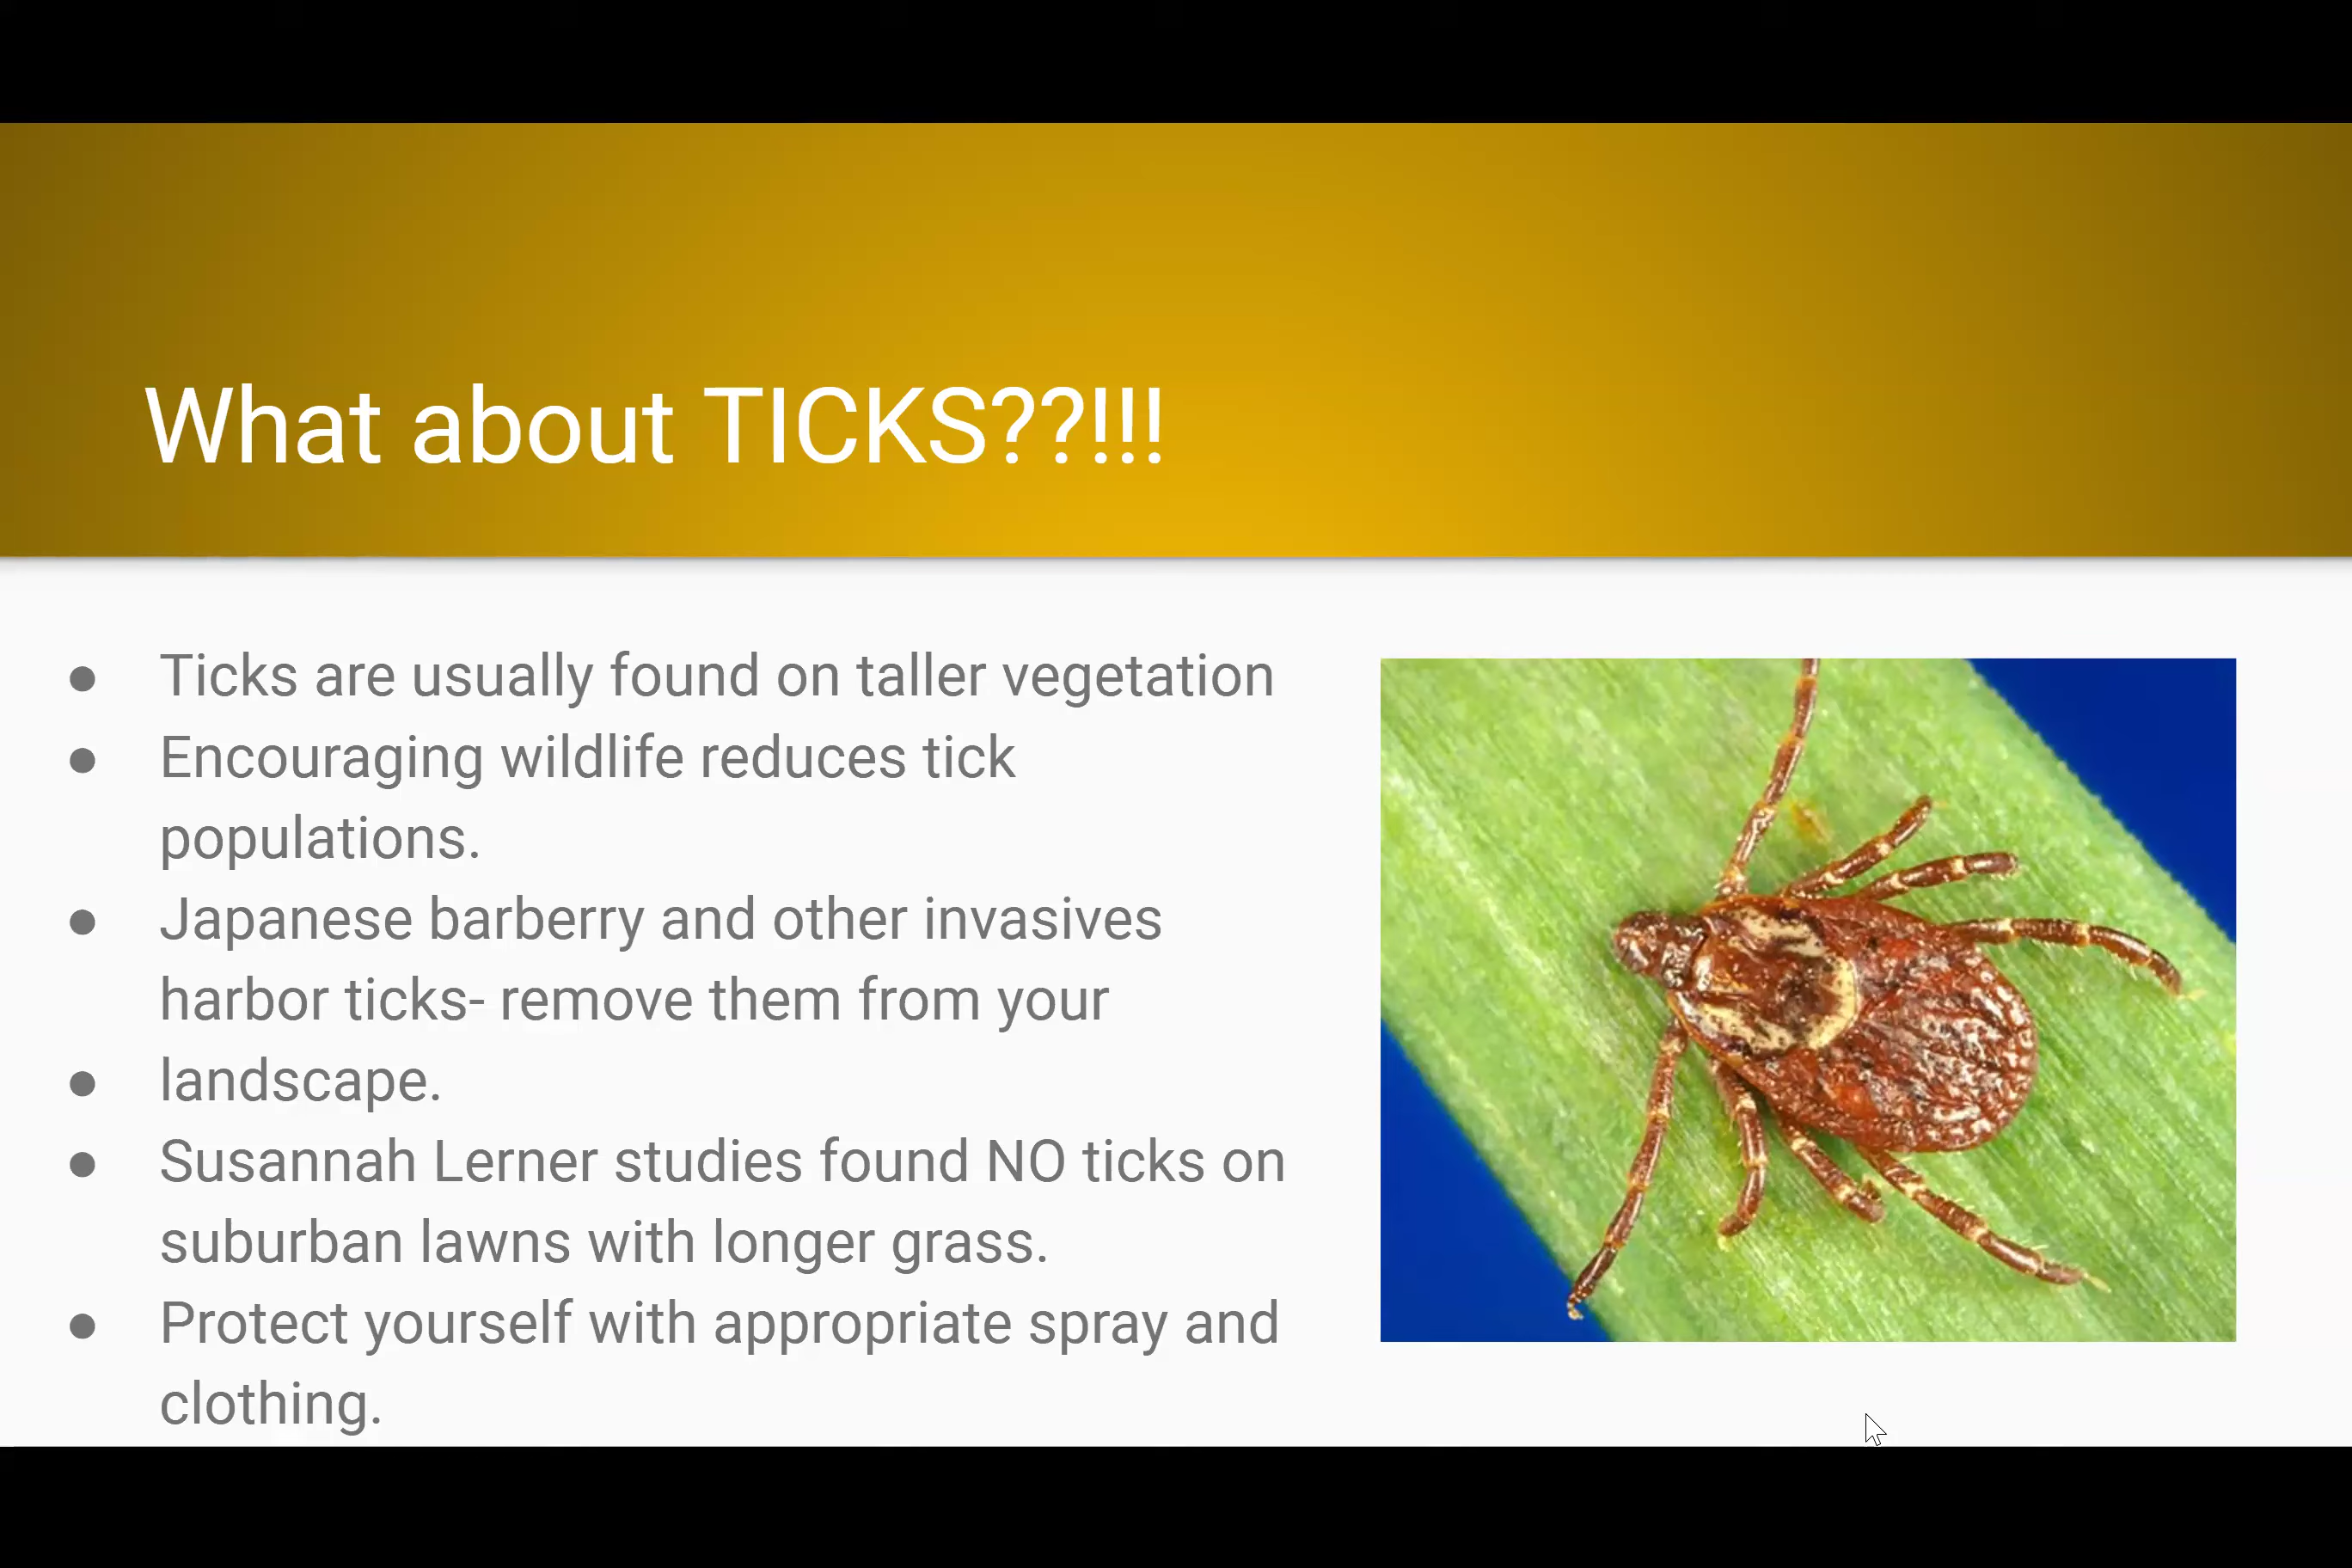 What about TICKS??!!!
● Ticks are usually found on taller vegetation
● Encouraging wildlife reduces tick
populations.
● Japanese barberry and other invasives
harbor ticks- remove them from your
● landscape.
● Susannah Lerner studies found NO ticks on
suburban lawns with longer grass.
● Protect yourself with appropriate spray and
clothing.